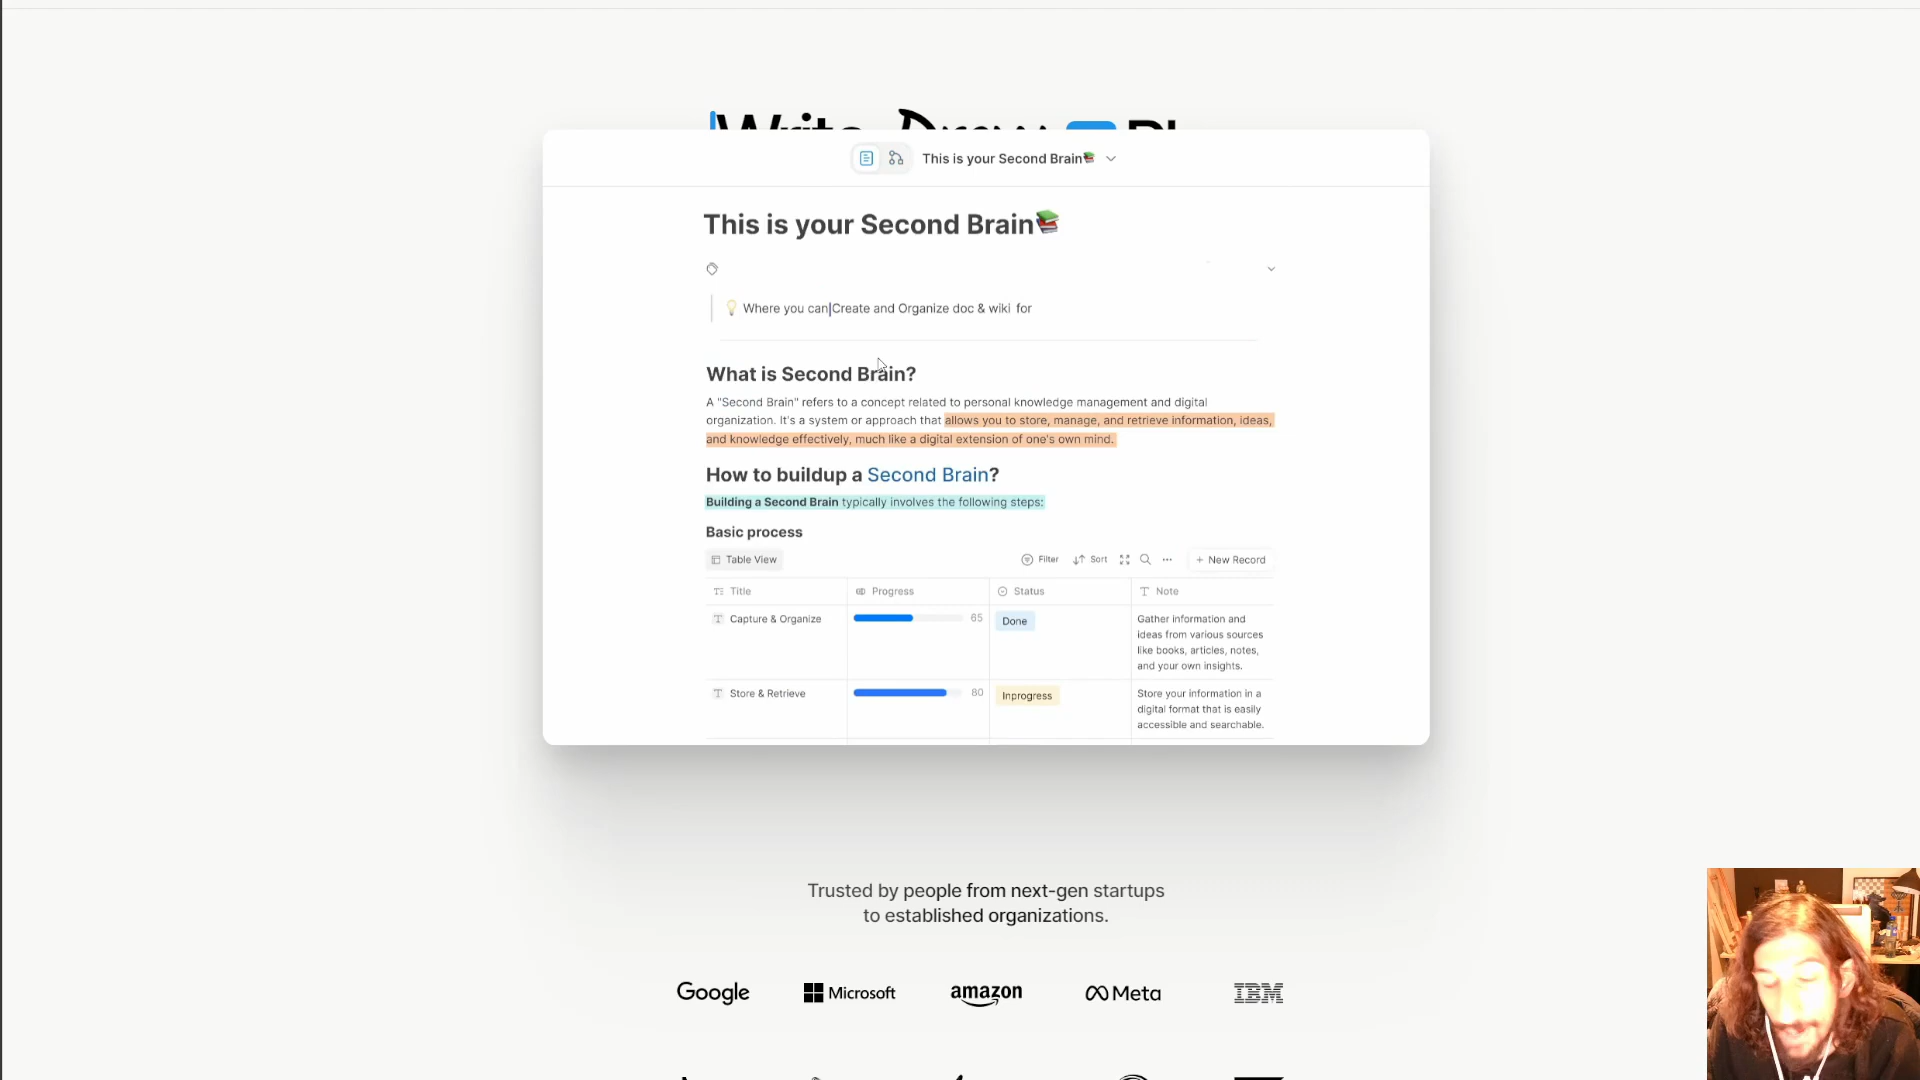 Write
This is your Second Brain
This is your Second Brain
Where you can Create and Organize doc & wiki for
What is Second Brain?
A "Second Brain" refers to a concept related to personal knowledge management and digital
organization. It's a system or approach that allows you to store, manage, and retrieve information, ideas,
and knowledge effectively, much like a digital extension of one's own mind.
How to buildup a Second Brain?
Building a Second Brain typically involves the following steps:
Basic process
Table View Filter Sort + New Record
Title Progress Status Note
Capture & Organize 65 Done Gather information and
ideas from various sources
like books, articles, notes,
and your own insights.
Store & Retrieve 80 Inprogress Store your information in a
digital format that is easily
accessible and searchable.
Trusted by people from next-gen startups
to established organizations.
Google Microsoft amazon Meta IBM